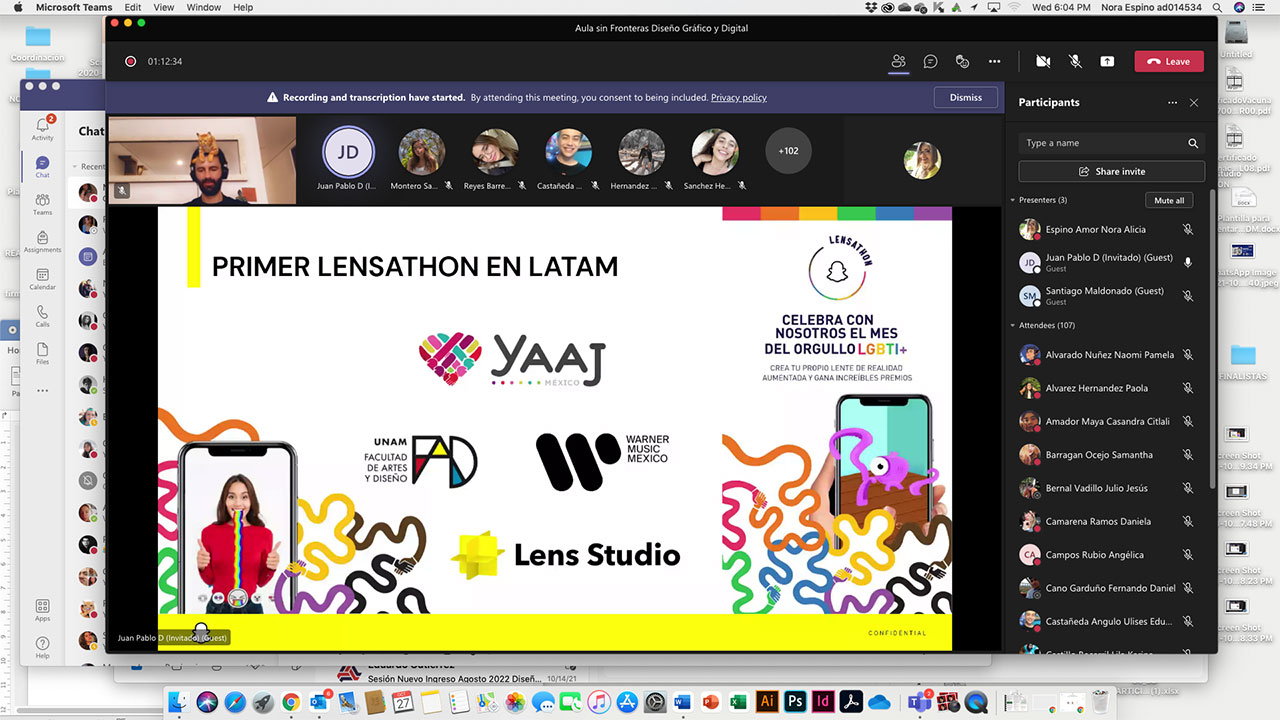 Microsoft Teams Edit View Window Help
Wed 6:04 PM Nora Espino ad014534
Coordinación
Aula sin Fronteras Diseño Gráfico y Digital
01:12:34
Leave
Recording and transcription have started. By attending this meeting, you consent to being included. Privacy policy
Dismiss
Activity
Chat
Teams
Assignments
Calendar
Calls
Files
Apps
Help
Chat
Recent
JD
+102
Juan Pablo D (I...
Montero Sa...
Reyes Barre...
Castañeda ...
Hernandez ...
Sanchez He...
PRIMER LENSATHON EN LATAM
YAAJ
MÉXICO
UNAM
FACULTAD
DE ARTES
Y DISEÑO
FAD
WARNER
MUSIC
MEXICO
Lens Studio
LENSATHON
CELEBRA CON
NOSOTROS EL MES
DEL ORGULLO LGBTI+
CREA TU PROPIO LENTE DE REALIDAD
AUMENTADA Y GANA INCREÍBLES PREMIOS
CONFIDENTIAL
Juan Pablo D (Invitado) (Guest)
Participants
Type a name
Share invite
Presenters (3)
Mute all
Espino Amor Nora Alicia
JD
Juan Pablo D (Invitado) (Guest)
Guest
SM
Santiago Maldonado (Guest)
Guest
Attendees (107)
Alvarado Nuñez Naomi Pamela
Alvarez Hernandez Paola
Amador Maya Casandra Citlali
Barragan Ocejo Samantha
Bernal Vadillo Julio Jesús
Camarena Ramos Daniela
CA
Campos Rubio Angélica
Cano Garduño Fernando Daniel
Castañeda Angulo Ulises Edu...
FINALISTAS
Sesión Nuevo Ingreso Agosto 2022 Diseñ... 10/14/21
OCT
27
Ai
Ps
Id